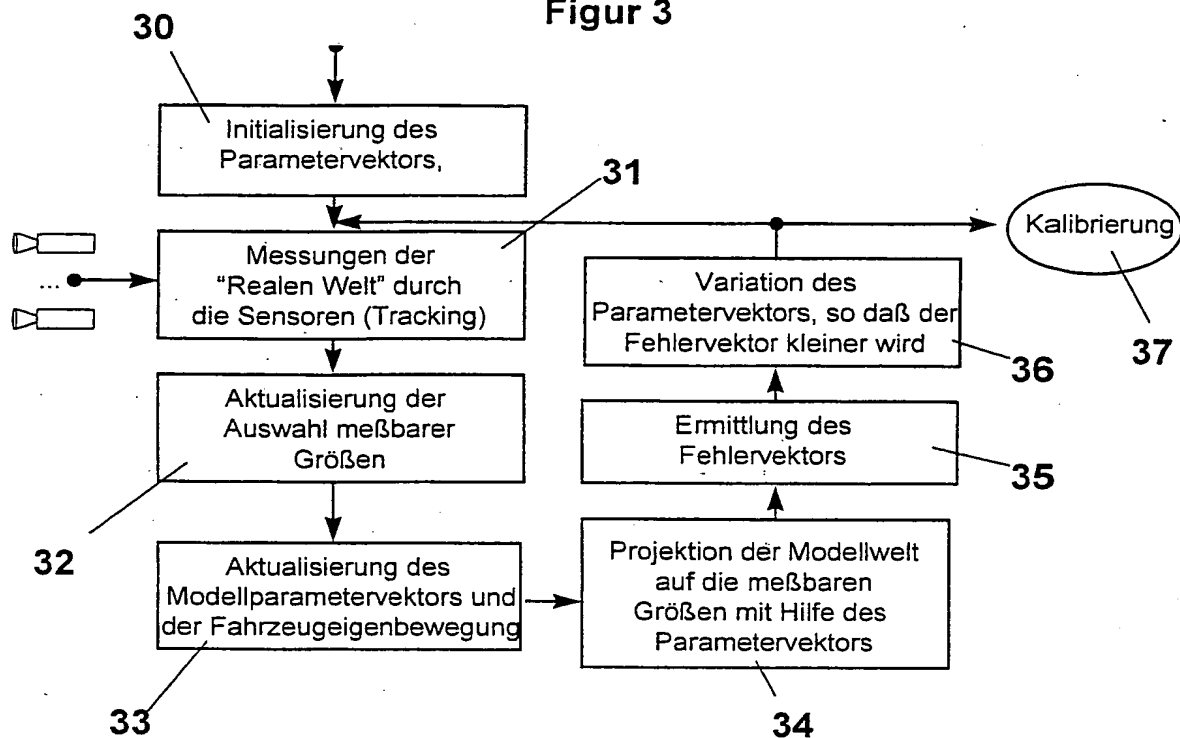 Figur 3
30
Initialisierung des
Parametervektors,
31
Messungen der
"Realen Welt" durch
die Sensoren (Tracking)
...
Aktualisierung der
Auswahl meßbarer
Größen
32
Aktualisierung des
Modellparametervektors und
der Fahrzeugeigenbewegung
33
Projektion der Modellwelt
auf die meßbaren
Größen mit Hilfe des
Parametervektors
34
Ermittlung des
Fehlervektors
35
Variation des
Parametervektors, so daß der
Fehlervektor kleiner wird
36
Kalibrierung
37